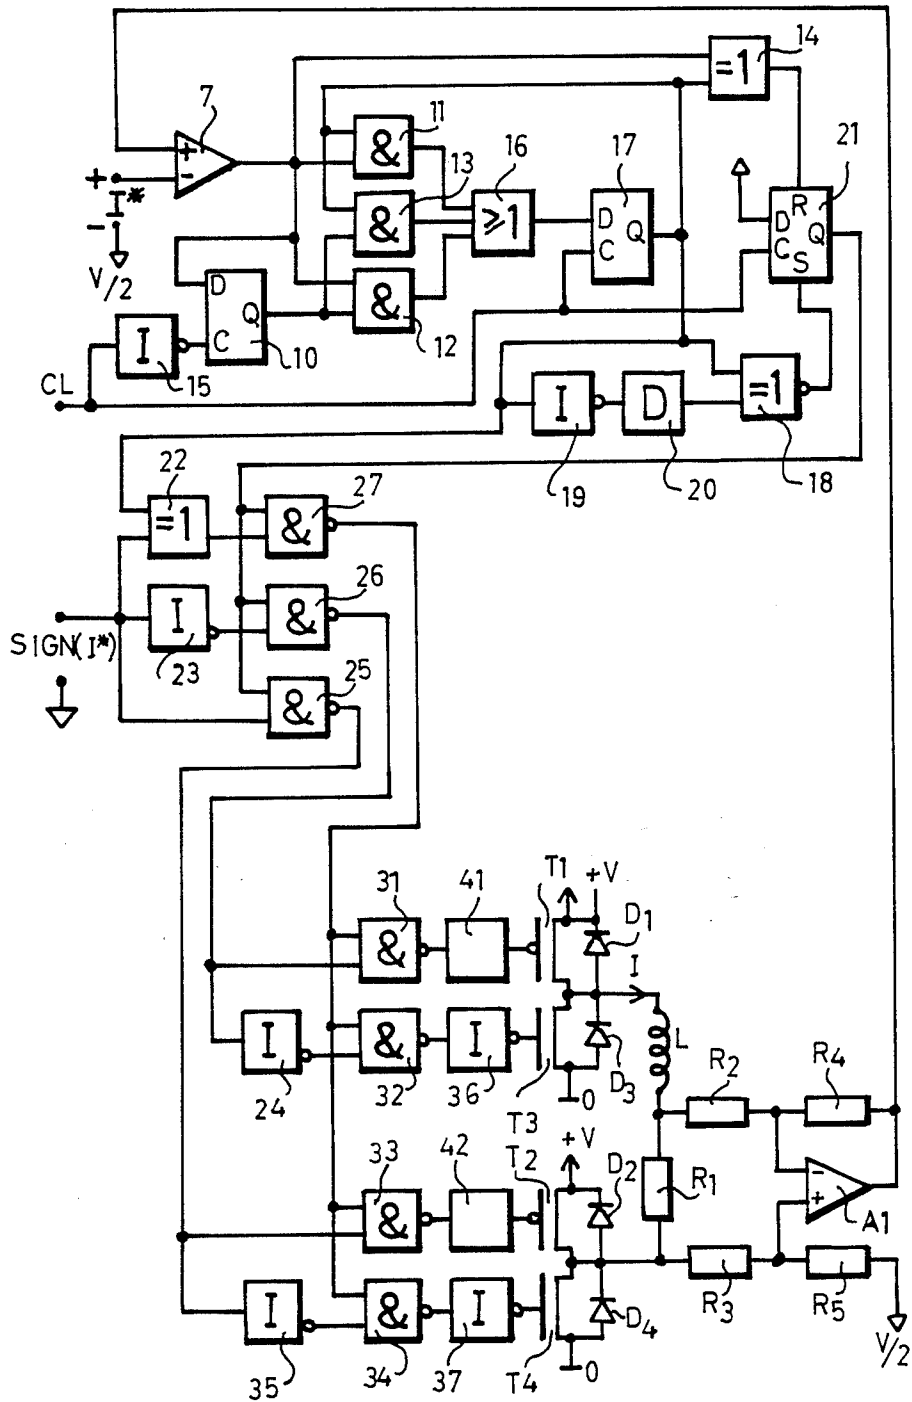 14
=1
7
11
+
-
&
13
16
17
21
+
I*
-
&
≥1
D
Q
C
R
D
Q
C
S
V/2
D
Q
C
10
&
12
I
15
CL
=1
18
I
19
D
20
22
=1
&
27
I
23
&
26
SIGN(I*)
&
25
31
&
41
T1
+V
D1
I
I
24
&
32
I
36
T3
0
D3
L
R2
R4
33
&
42
T2
+V
D2
R1
-
+
A1
R3
R5
I
35
&
34
I
37
T4
0
D4
V/2